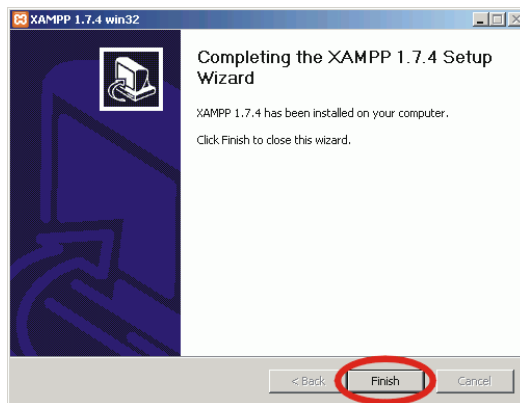 XAMPP 1.7.4 win32
Completing the XAMPP 1.7.4 Setup
Wizard
XAMPP 1.7.4 has been installed on your computer.
Click Finish to close this wizard.
< Back
Finish
Cancel